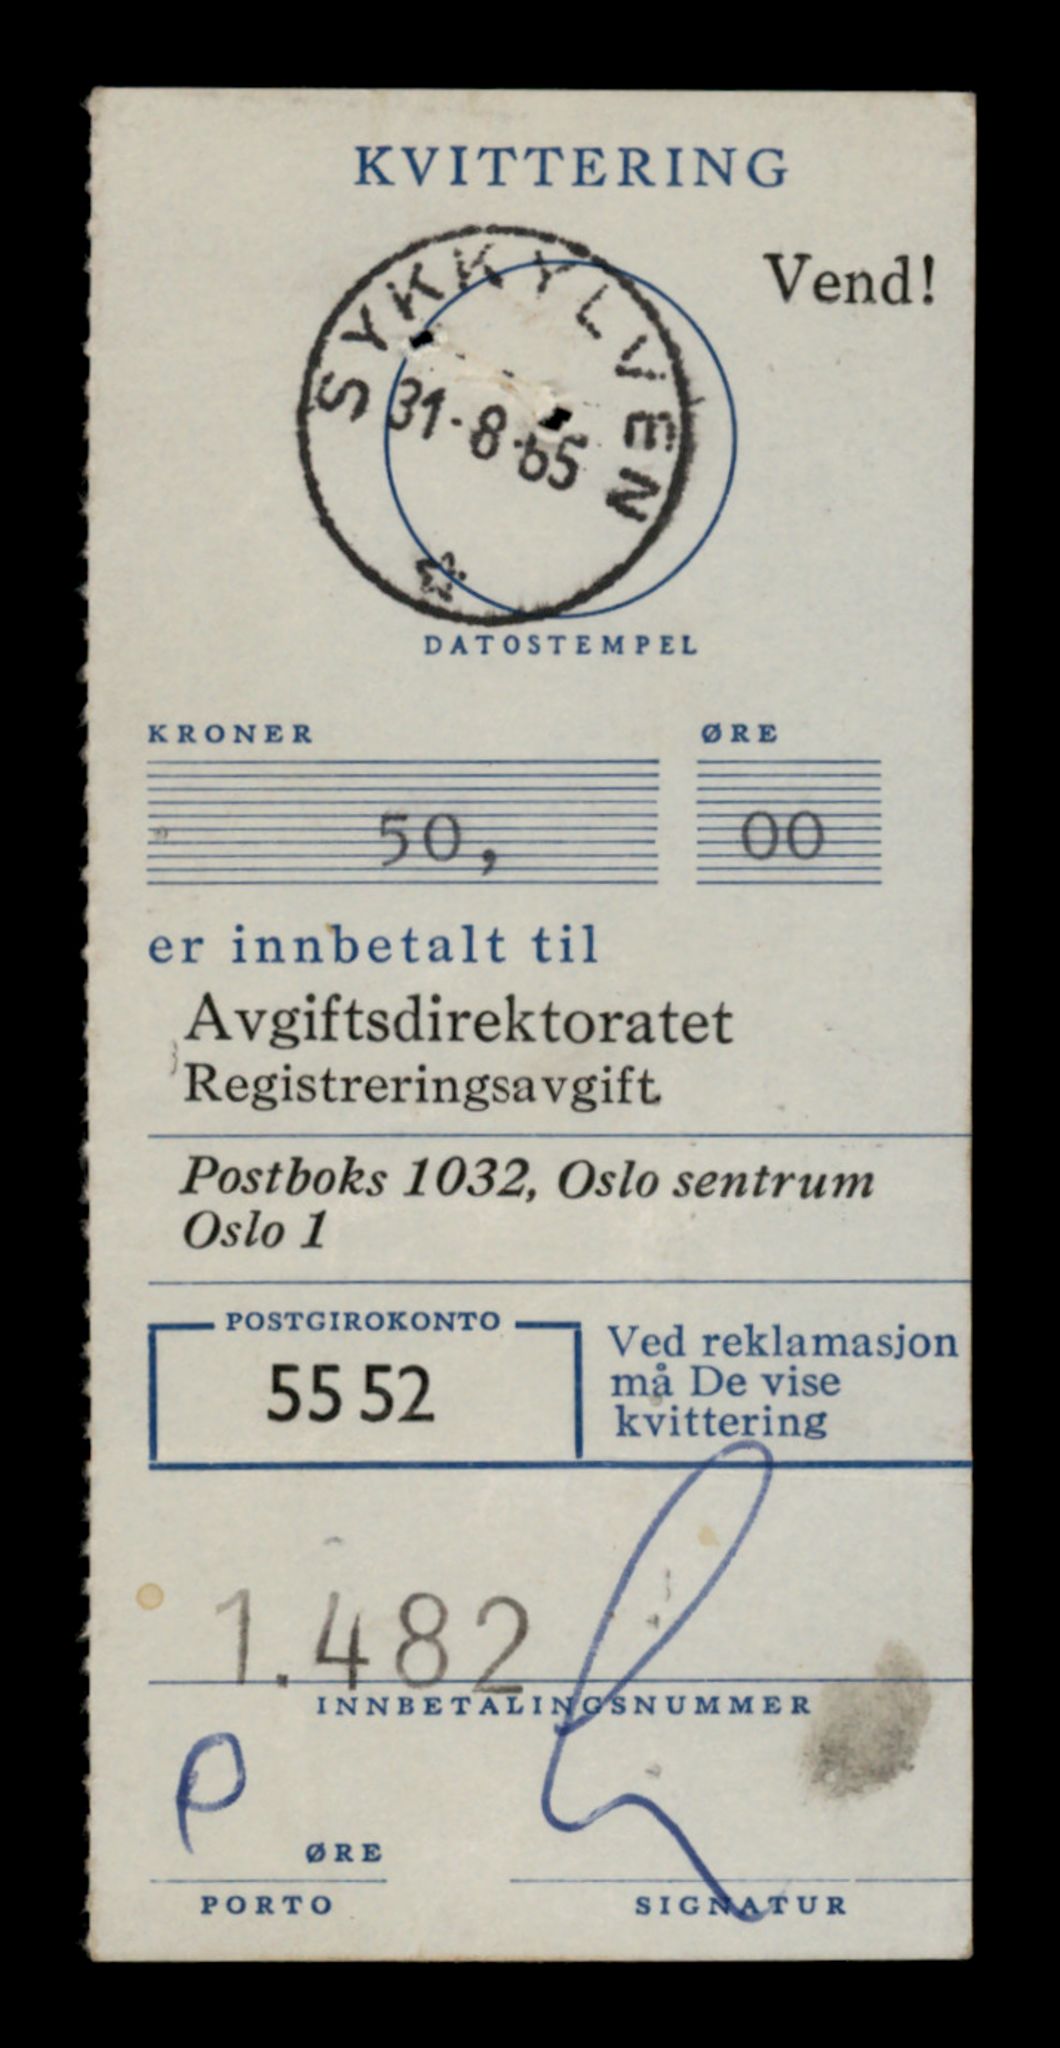 KVITTERING
Vend!
SYKKYLVEN
31-8-65
DATOSTEMPEL
KRONER ØRE
50, 00
er innbetalt til
Avgiftsdirektoratet
Registreringsavgift
Postboks 1032, Oslo sentrum
Oslo 1
POSTGIROKONTO
55 52
Ved reklamasjon
må De vise
kvittering
1.482
INNBETALINGSNUMMER
P
ØRE
PORTO SIGNATUR